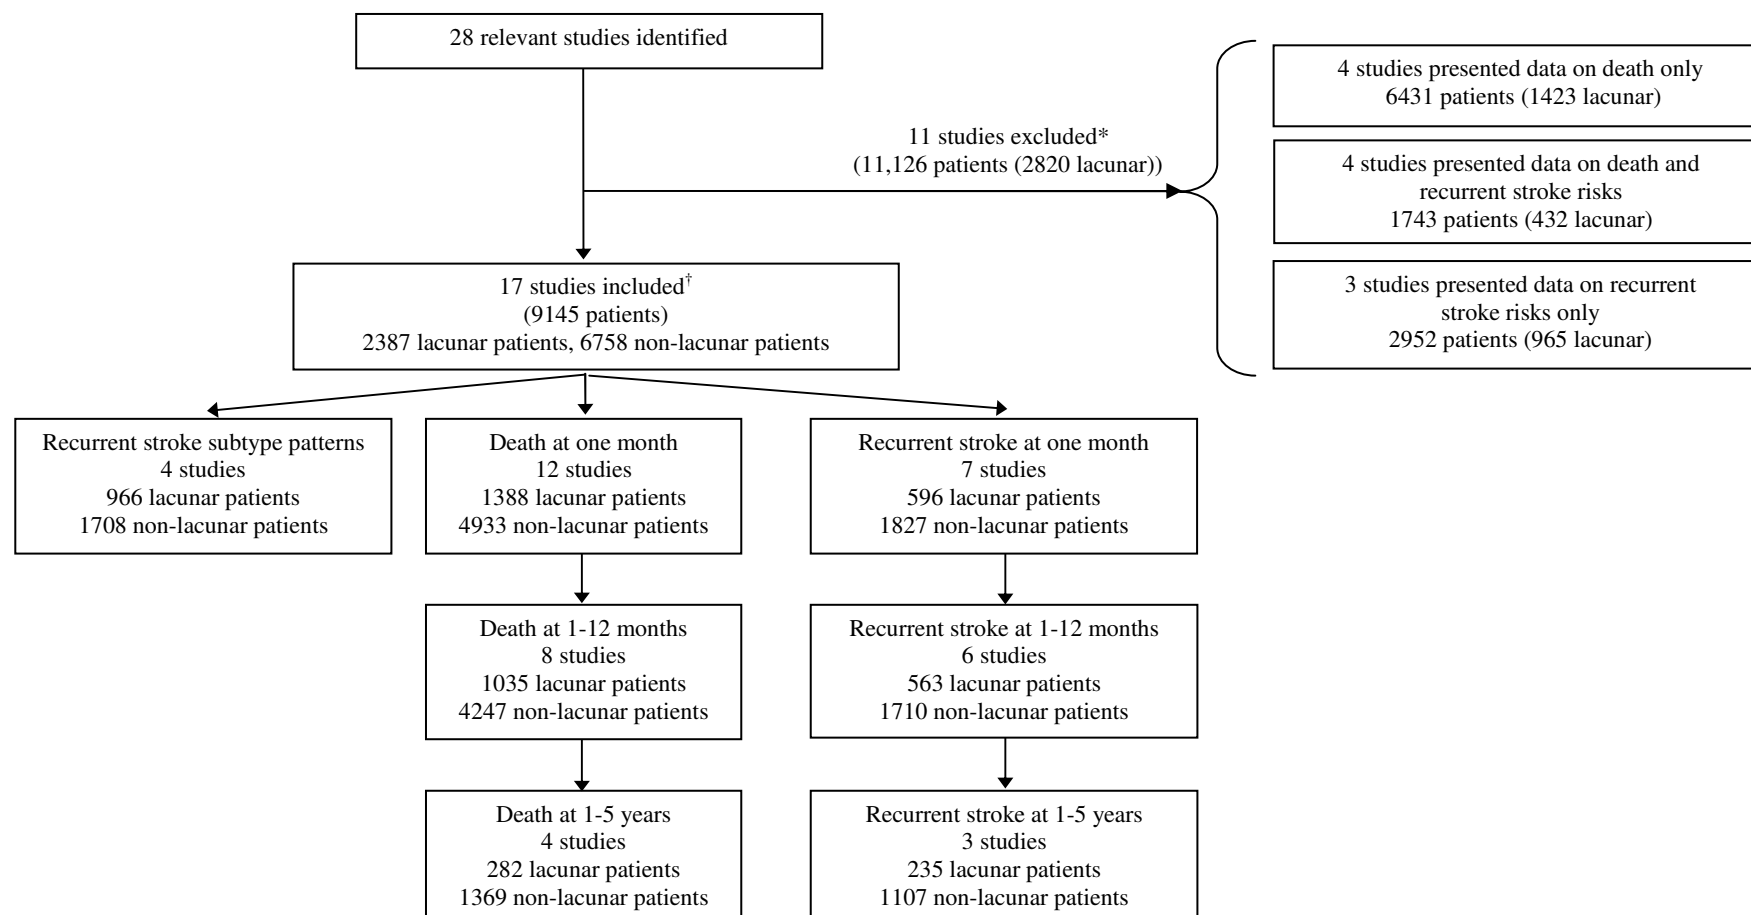 28 relevant studies identified
11 studies excluded*
(11,126 patients (2820 lacunar))
4 studies presented data on death only
6431 patients (1423 lacunar)
4 studies presented data on death and
recurrent stroke risks
1743 patients (432 lacunar)
3 studies presented data on recurrent
stroke risks only
2952 patients (965 lacunar)
17 studies included†
(9145 patients)
2387 lacunar patients, 6758 non-lacunar patients
Recurrent stroke subtype patterns
4 studies
966 lacunar patients
1708 non-lacunar patients
Death at one month
12 studies
1388 lacunar patients
4933 non-lacunar patients
Recurrent stroke at one month
7 studies
596 lacunar patients
1827 non-lacunar patients
Death at 1-12 months
8 studies
1035 lacunar patients
4247 non-lacunar patients
Recurrent stroke at 1-12 months
6 studies
563 lacunar patients
1710 non-lacunar patients
Death at 1-5 years
4 studies
282 lacunar patients
1369 non-lacunar patients
Recurrent stroke at 1-5 years
3 studies
235 lacunar patients
1107 non-lacunar patients